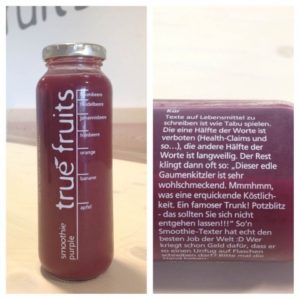 true fruits
smoothie
purple
brombeere
heidelbeere
johannisbeere
himbeere
orange
banane
apfel
Texte auf Lebensmittel zu
schreiben ist wie Tabu spielen.
Die eine Hälfte der Worte ist
verboten (Health-Claims und
so...), die andere Hälfte der
Worte ist langweilig. Der Rest
klingt dann oft so: „Dieser edle
Gaumenkitzler ist sehr
wohlschmeckend. Mmmhmm,
was eine erquickende Köstlich-
keit. Ein famoser Trunk! Potzblitz
- das sollten Sie sich nicht
entgehen lassen!!!" So'n
Smoothie-Texter hat echt den
besten Job der Welt :D Wer
kriegt schon Geld dafür, dass er
so einen Unfug auf Flaschen
schreiben darf? Bitte mal die